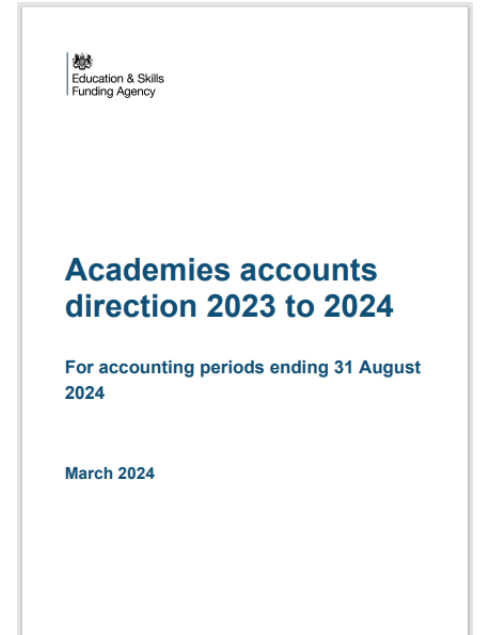 Education & Skills
Funding Agency
Academies accounts
direction 2023 to 2024
For accounting periods ending 31 August
2024
March 2024